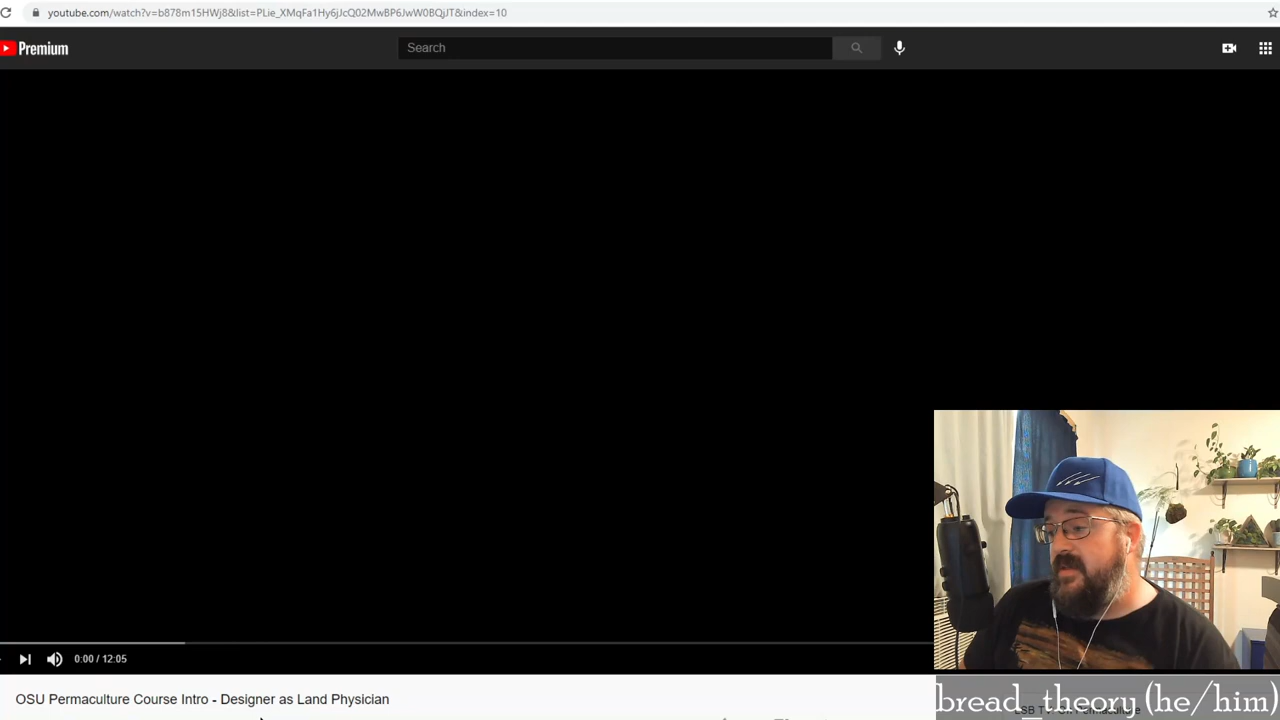 youtube.com/watch?v=b878m15HWj8&list=PLie_XMqFa1Hy6jJcQ02MwBP6JwW0BQjJT&index=10
Premium
Search
0:00 / 12:05
OSU Permaculture Course Intro - Designer as Land Physician
bread_theory (he/him)